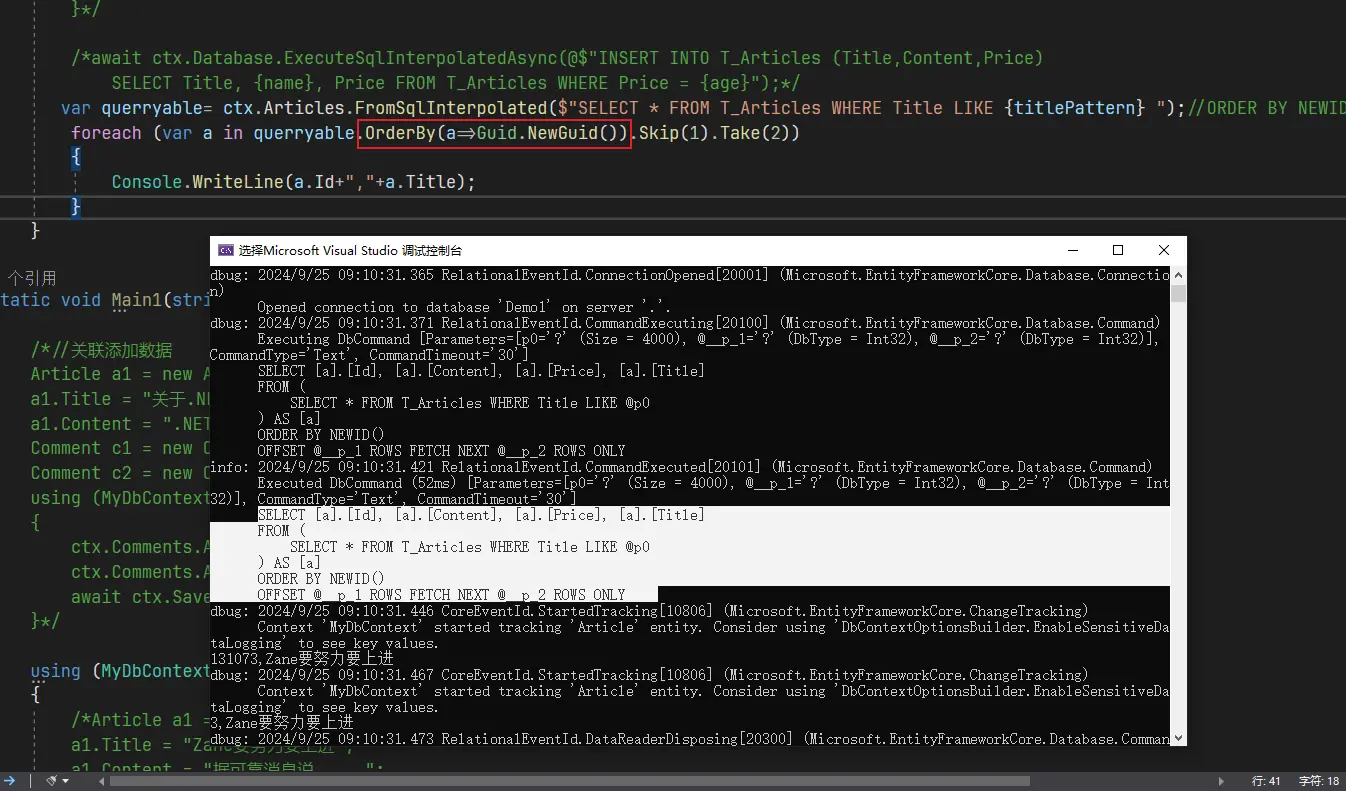 }*/
/*await ctx.Database.ExecuteSqlInterpolatedAsync(@$"INSERT INTO T_Articles (Title,Content,Price)
SELECT Title, {name}, Price FROM T_Articles WHERE Price = {age}");*/
var querryable= ctx.Articles.FromSqlInterpolated($"SELECT * FROM T_Articles WHERE Title LIKE {titlePattern} ");//ORDER BY NEWID
foreach (var a in querryable.OrderBy(a=>Guid.NewGuid()).Skip(1).Take(2))
{
Console.WriteLine(a.Id+","+a.Title);
}
}
个引用
tatic void Main1(stri
/*//关联添加数据
Article a1 = new A
a1.Title = "关于.N
a1.Content = ".NET
Comment c1 = new C
Comment c2 = new C
using (MyDbContext
{
ctx.Comments.A
ctx.Comments.A
await ctx.Save
}*/
using (MyDbContext
{
/*Article a1 =
a1.Title = "Zane要努力要上进";
a1.Content = "据可靠消息说 ";
选择Microsoft Visual Studio 调试控制台
dbug: 2024/9/25 09:10:31.365 RelationalEventId.ConnectionOpened[20001] (Microsoft.EntityFrameworkCore.Database.Connectio
n)
Opened connection to database 'Demo1' on server '.'.
dbug: 2024/9/25 09:10:31.371 RelationalEventId.CommandExecuting[20100] (Microsoft.EntityFrameworkCore.Database.Command)
Executing DbCommand [Parameters=[p0='?' (Size = 4000), @__p_1='?' (DbType = Int32), @__p_2='?' (DbType = Int32)],
CommandType='Text', CommandTimeout='30']
SELECT [a].[Id], [a].[Content], [a].[Price], [a].[Title]
FROM (
SELECT * FROM T_Articles WHERE Title LIKE @p0
) AS [a]
ORDER BY NEWID()
OFFSET @__p_1 ROWS FETCH NEXT @__p_2 ROWS ONLY
info: 2024/9/25 09:10:31.421 RelationalEventId.CommandExecuted[20101] (Microsoft.EntityFrameworkCore.Database.Command)
Executed DbCommand (52ms) [Parameters=[p0='?' (Size = 4000), @__p_1='?' (DbType = Int32), @__p_2='?' (DbType = Int
32)], CommandType='Text', CommandTimeout='30']
SELECT [a].[Id], [a].[Content], [a].[Price], [a].[Title]
FROM (
SELECT * FROM T_Articles WHERE Title LIKE @p0
) AS [a]
ORDER BY NEWID()
OFFSET @__p_1 ROWS FETCH NEXT @__p_2 ROWS ONLY
dbug: 2024/9/25 09:10:31.446 CoreEventId.StartedTracking[10806] (Microsoft.EntityFrameworkCore.ChangeTracking)
Context 'MyDbContext' started tracking 'Article' entity. Consider using 'DbContextOptionsBuilder.EnableSensitiveDa
taLogging' to see key values.
131073,Zane要努力要上进
dbug: 2024/9/25 09:10:31.467 CoreEventId.StartedTracking[10806] (Microsoft.EntityFrameworkCore.ChangeTracking)
Context 'MyDbContext' started tracking 'Article' entity. Consider using 'DbContextOptionsBuilder.EnableSensitiveDa
taLogging' to see key values.
3,Zane要努力要上进
dbug: 2024/9/25 09:10:31.473 RelationalEventId.DataReaderDisposing[20300] (Microsoft.EntityFrameworkCore.Database.Comman
行: 41 字符: 18